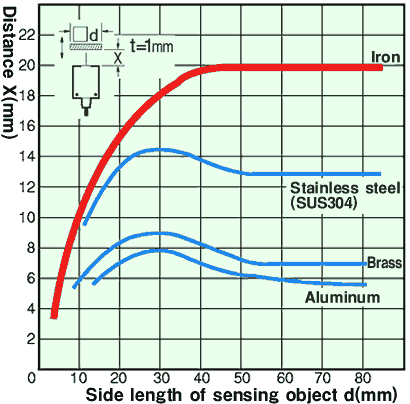 Distance X(mm)
22
20
18
16
14
12
10
8
6
4
2
0
d
t=1mm
X
Iron
Stainless steel
(SUS304)
Brass
Aluminum
10 20 30 40 50 60 70 80
Side length of sensing object d(mm)